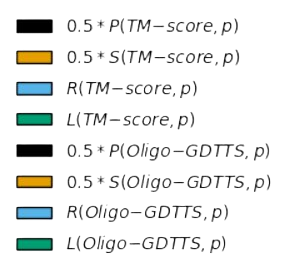 0.5 * P(TM−score, p)
0.5 * S(TM−score, p)
R(TM−score, p)
L(TM−score, p)
0.5 * P(Oligo−GDTTS, p)
0.5 * S(Oligo−GDTTS, p)
R(Oligo−GDTTS, p)
L(Oligo−GDTTS, p)